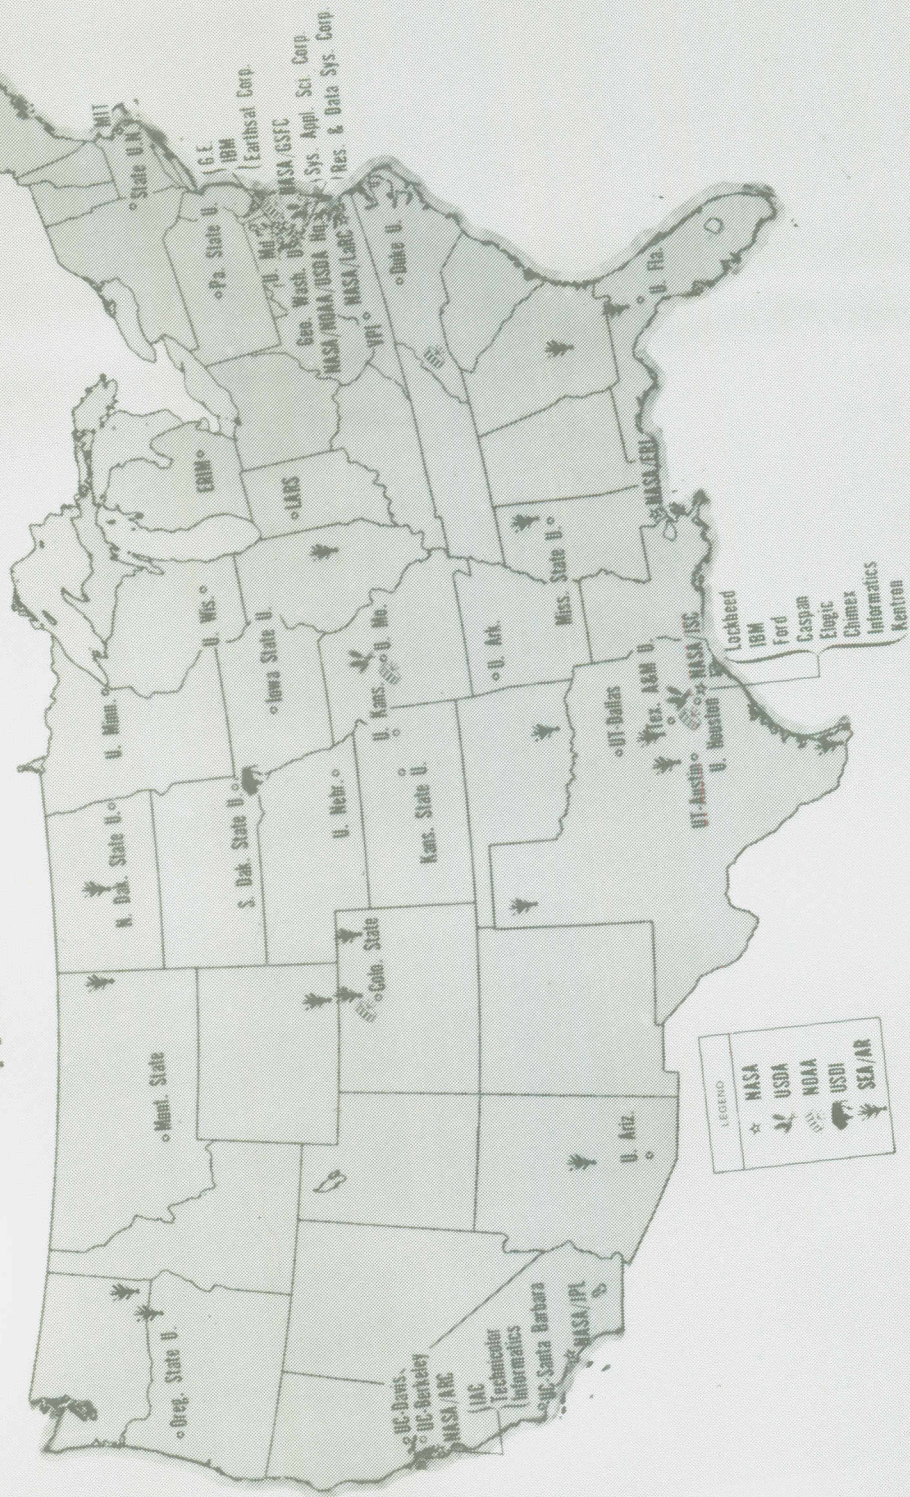 MIT
State U.N.Y.
G.E.
IBM
Earthsat Corp.
NASA/GSFC
Sys. Appl. Sci. Corp.
Res. & Data Sys. Corp.
Pa. State U.
U. Md.
Geo. Wash. U.
NASA/NOAA/USDA Hq.
NASA/LaRC
VPI
Duke U.
U. Fla.
ERIM
LARS
NASA/ERL
U. Wis.
Iowa State U.
U. Mo.
U. Kans.
U. Ark.
Miss. State U.
U. Minn.
N. Dak. State U.
S. Dak. State U.
U. Nebr.
Kans. State U.
UT-Dallas
Tex. A&M U.
NASA/JSC
U. Houston
UT-Austin
Lockheed
IBM
Ford
Caspan
Elogic
Chimex
Informatics
Kentron
Colo. State
Mont. State
U. Ariz.
Oreg. State U.
UC-Davis
UC-Berkeley
NASA/ARC
IAC
Technicolor
Informatics
UC-Santa Barbara
NASA/JPL
LEGEND
NASA
USDA
NOAA
USDI
SEA/AR